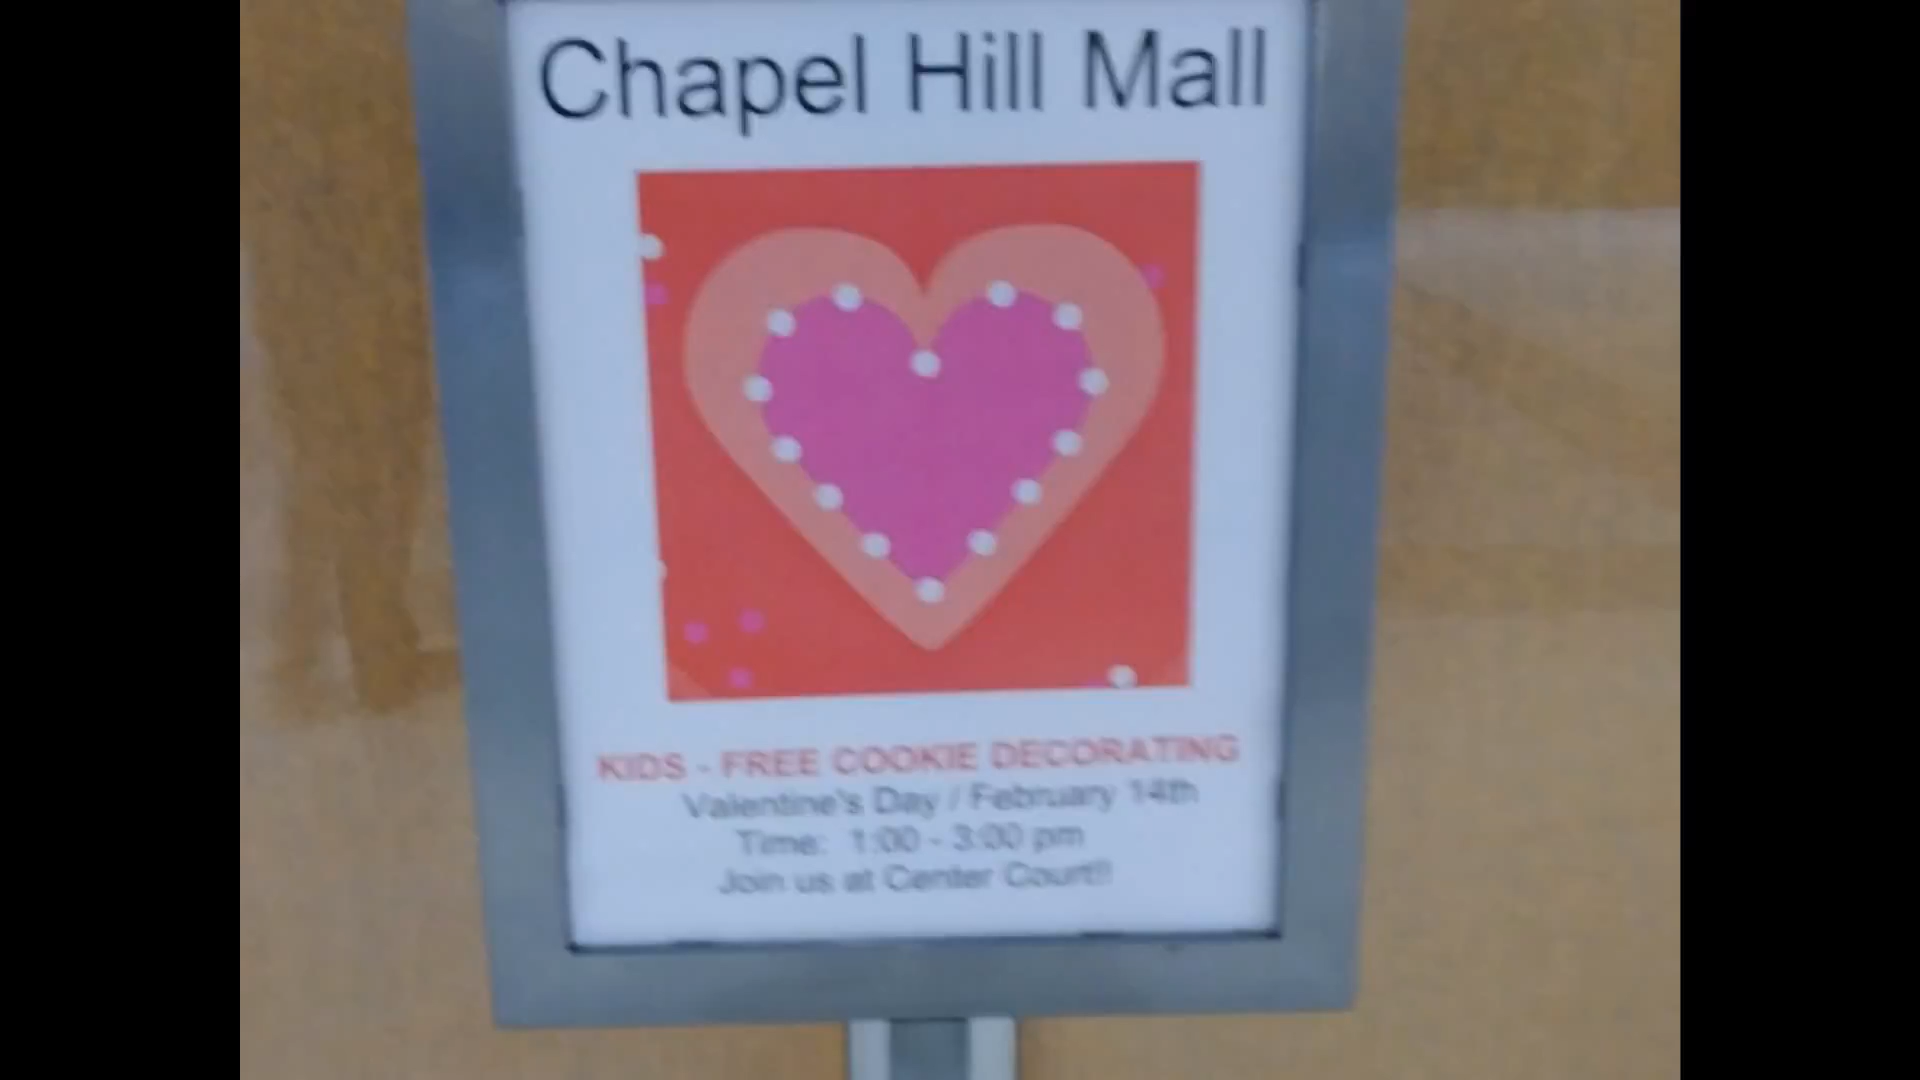 Chapel Hill Mall
KIDS - FREE COOKIE DECORATING
Valentine's Day / February 14th
Time: 1:00 - 3:00 pm
Join us at Center Court!!